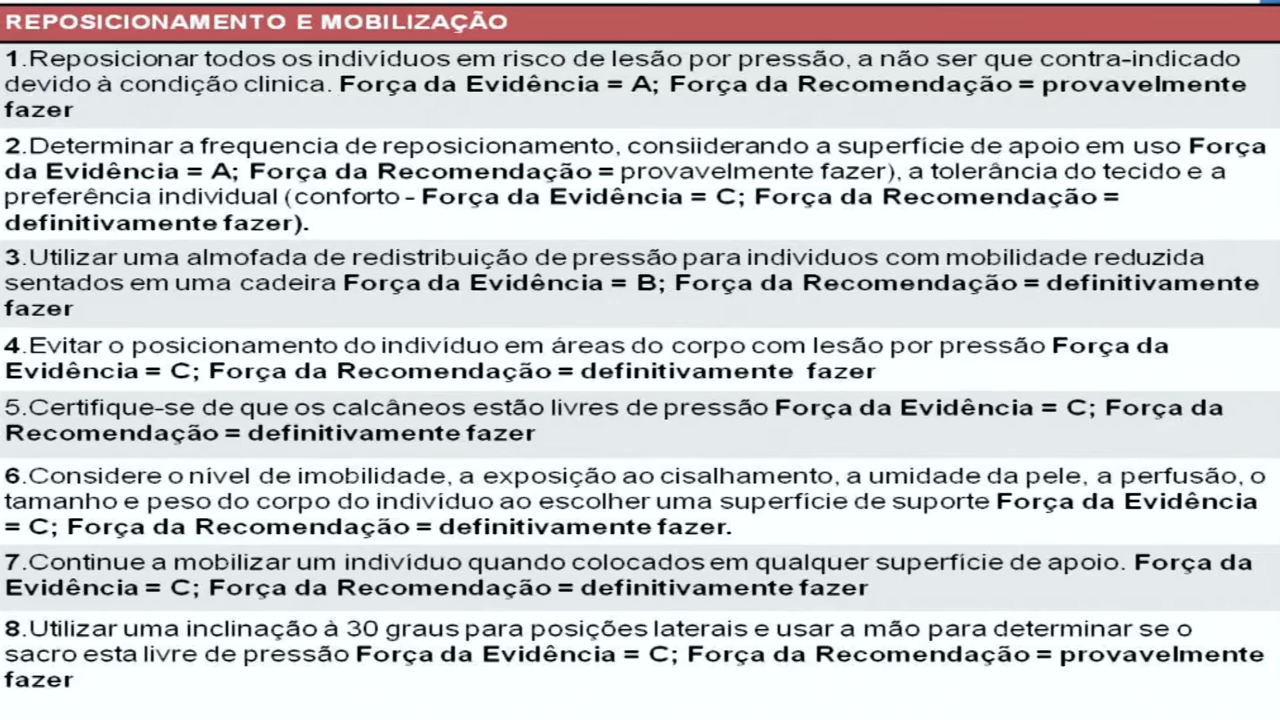 REPOSICIONAMENTO E MOBILIZAÇÃO
1.Reposicionar todos os indivíduos em risco de lesão por pressão, a não ser que contra-indicado
devido à condição clinica. Força da Evidência = A; Força da Recomendação = provavelmente
fazer
2.Determinar a frequencia de reposicionamento, consiiderando a superfície de apoio em uso Força
da Evidência = A; Força da Recomendação = provavelmente fazer), a tolerância do tecido e a
preferência individual (conforto - Força da Evidência = C; Força da Recomendação =
definitivamente fazer).
3.Utilizar uma almofada de redistribuição de pressão para individuos com mobilidade reduzida
sentados em uma cadeira Força da Evidência = B; Força da Recomendação = definitivamente
fazer
4.Evitar o posicionamento do indivíduo em áreas do corpo com lesão por pressão Força da
Evidência = C; Força da Recomendação = definitivamente fazer
5.Certifique-se de que os calcâneos estão livres de pressão Força da Evidência = C; Força da
Recomendação = definitivamente fazer
6.Considere o nível de imobilidade, a exposição ao cisalhamento, a umidade da pele, a perfusão, o
tamanho e peso do corpo do indivíduo ao escolher uma superfície de suporte Força da Evidência
= C; Força da Recomendação = definitivamente fazer.
7.Continue a mobilizar um indivíduo quando colocados em qualquer superfície de apoio. Força da
Evidência = C; Força da Recomendação = definitivamente fazer
8.Utilizar uma inclinação à 30 graus para posições laterais e usar a mão para determinar se o
sacro esta livre de pressão Força da Evidência = C; Força da Recomendação = provavelmente
fazer